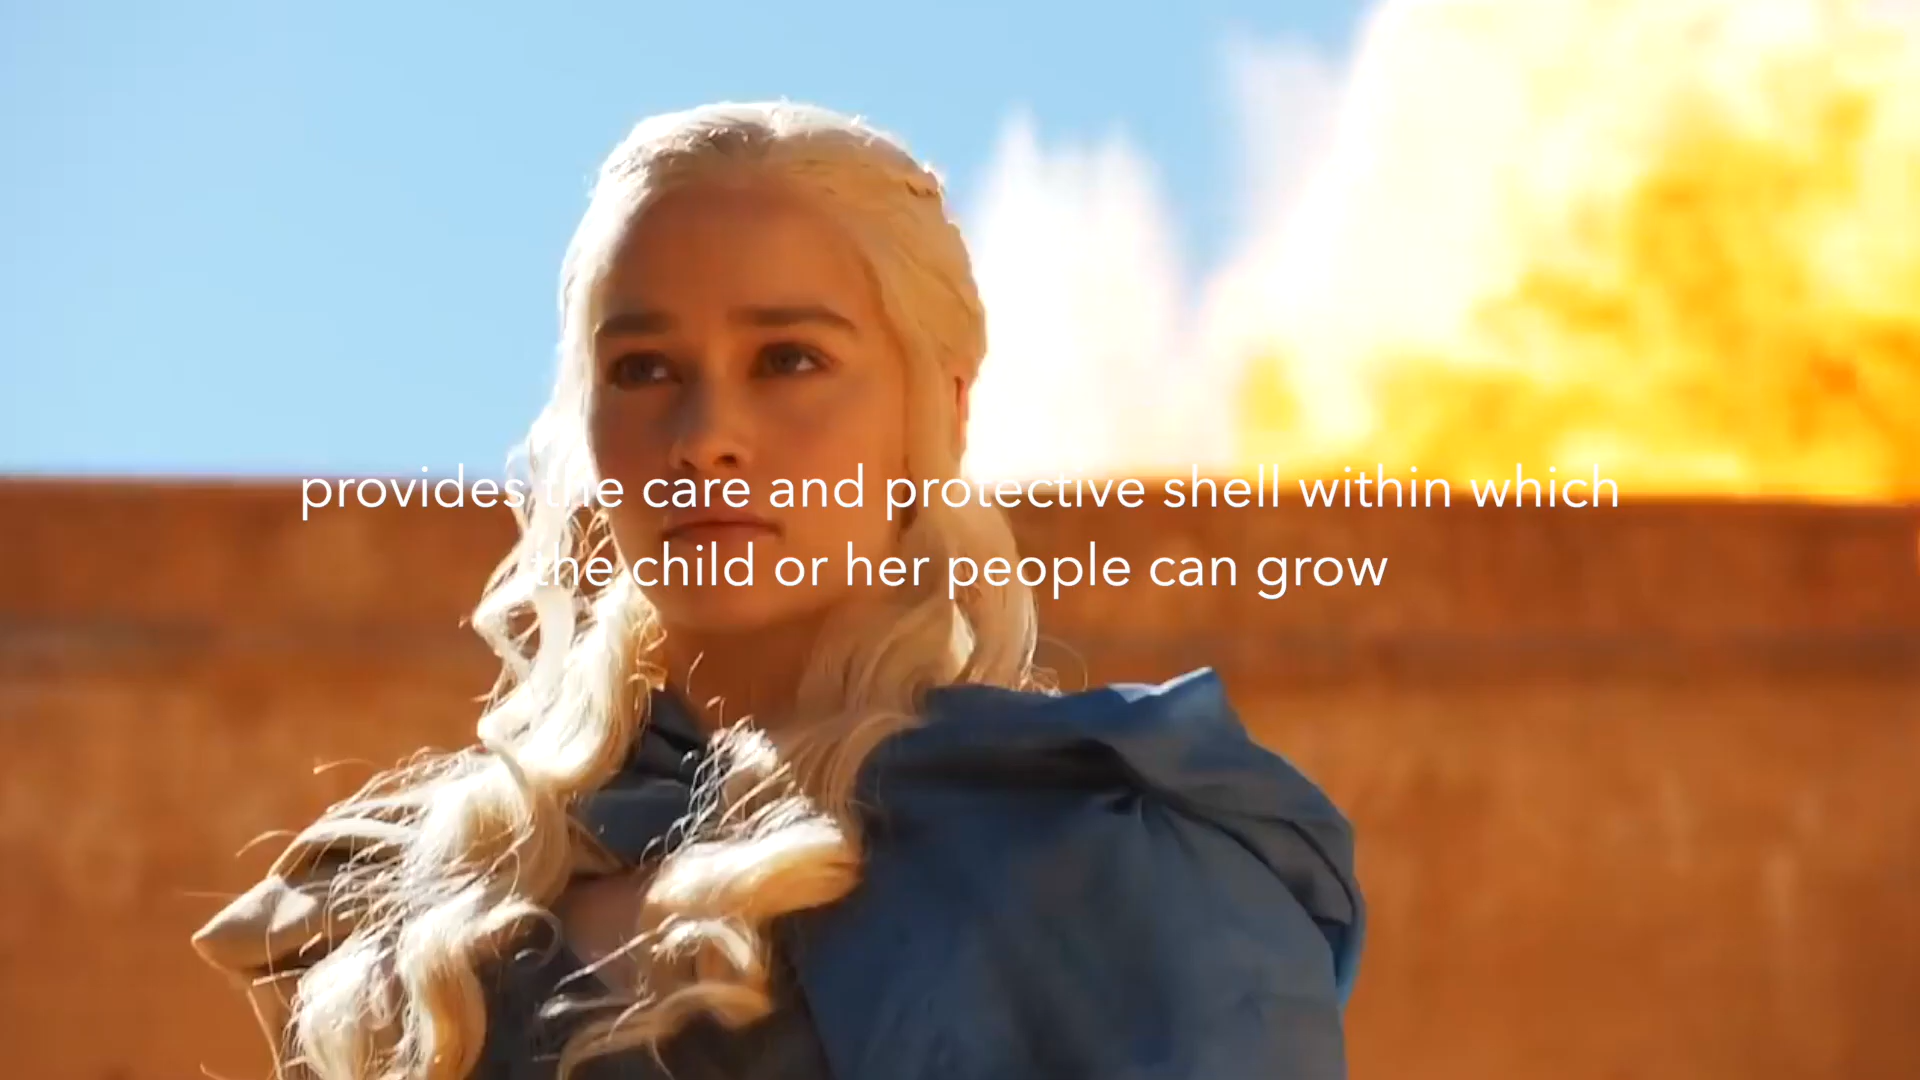 provides the care and protective shell within which
the child or her people can grow